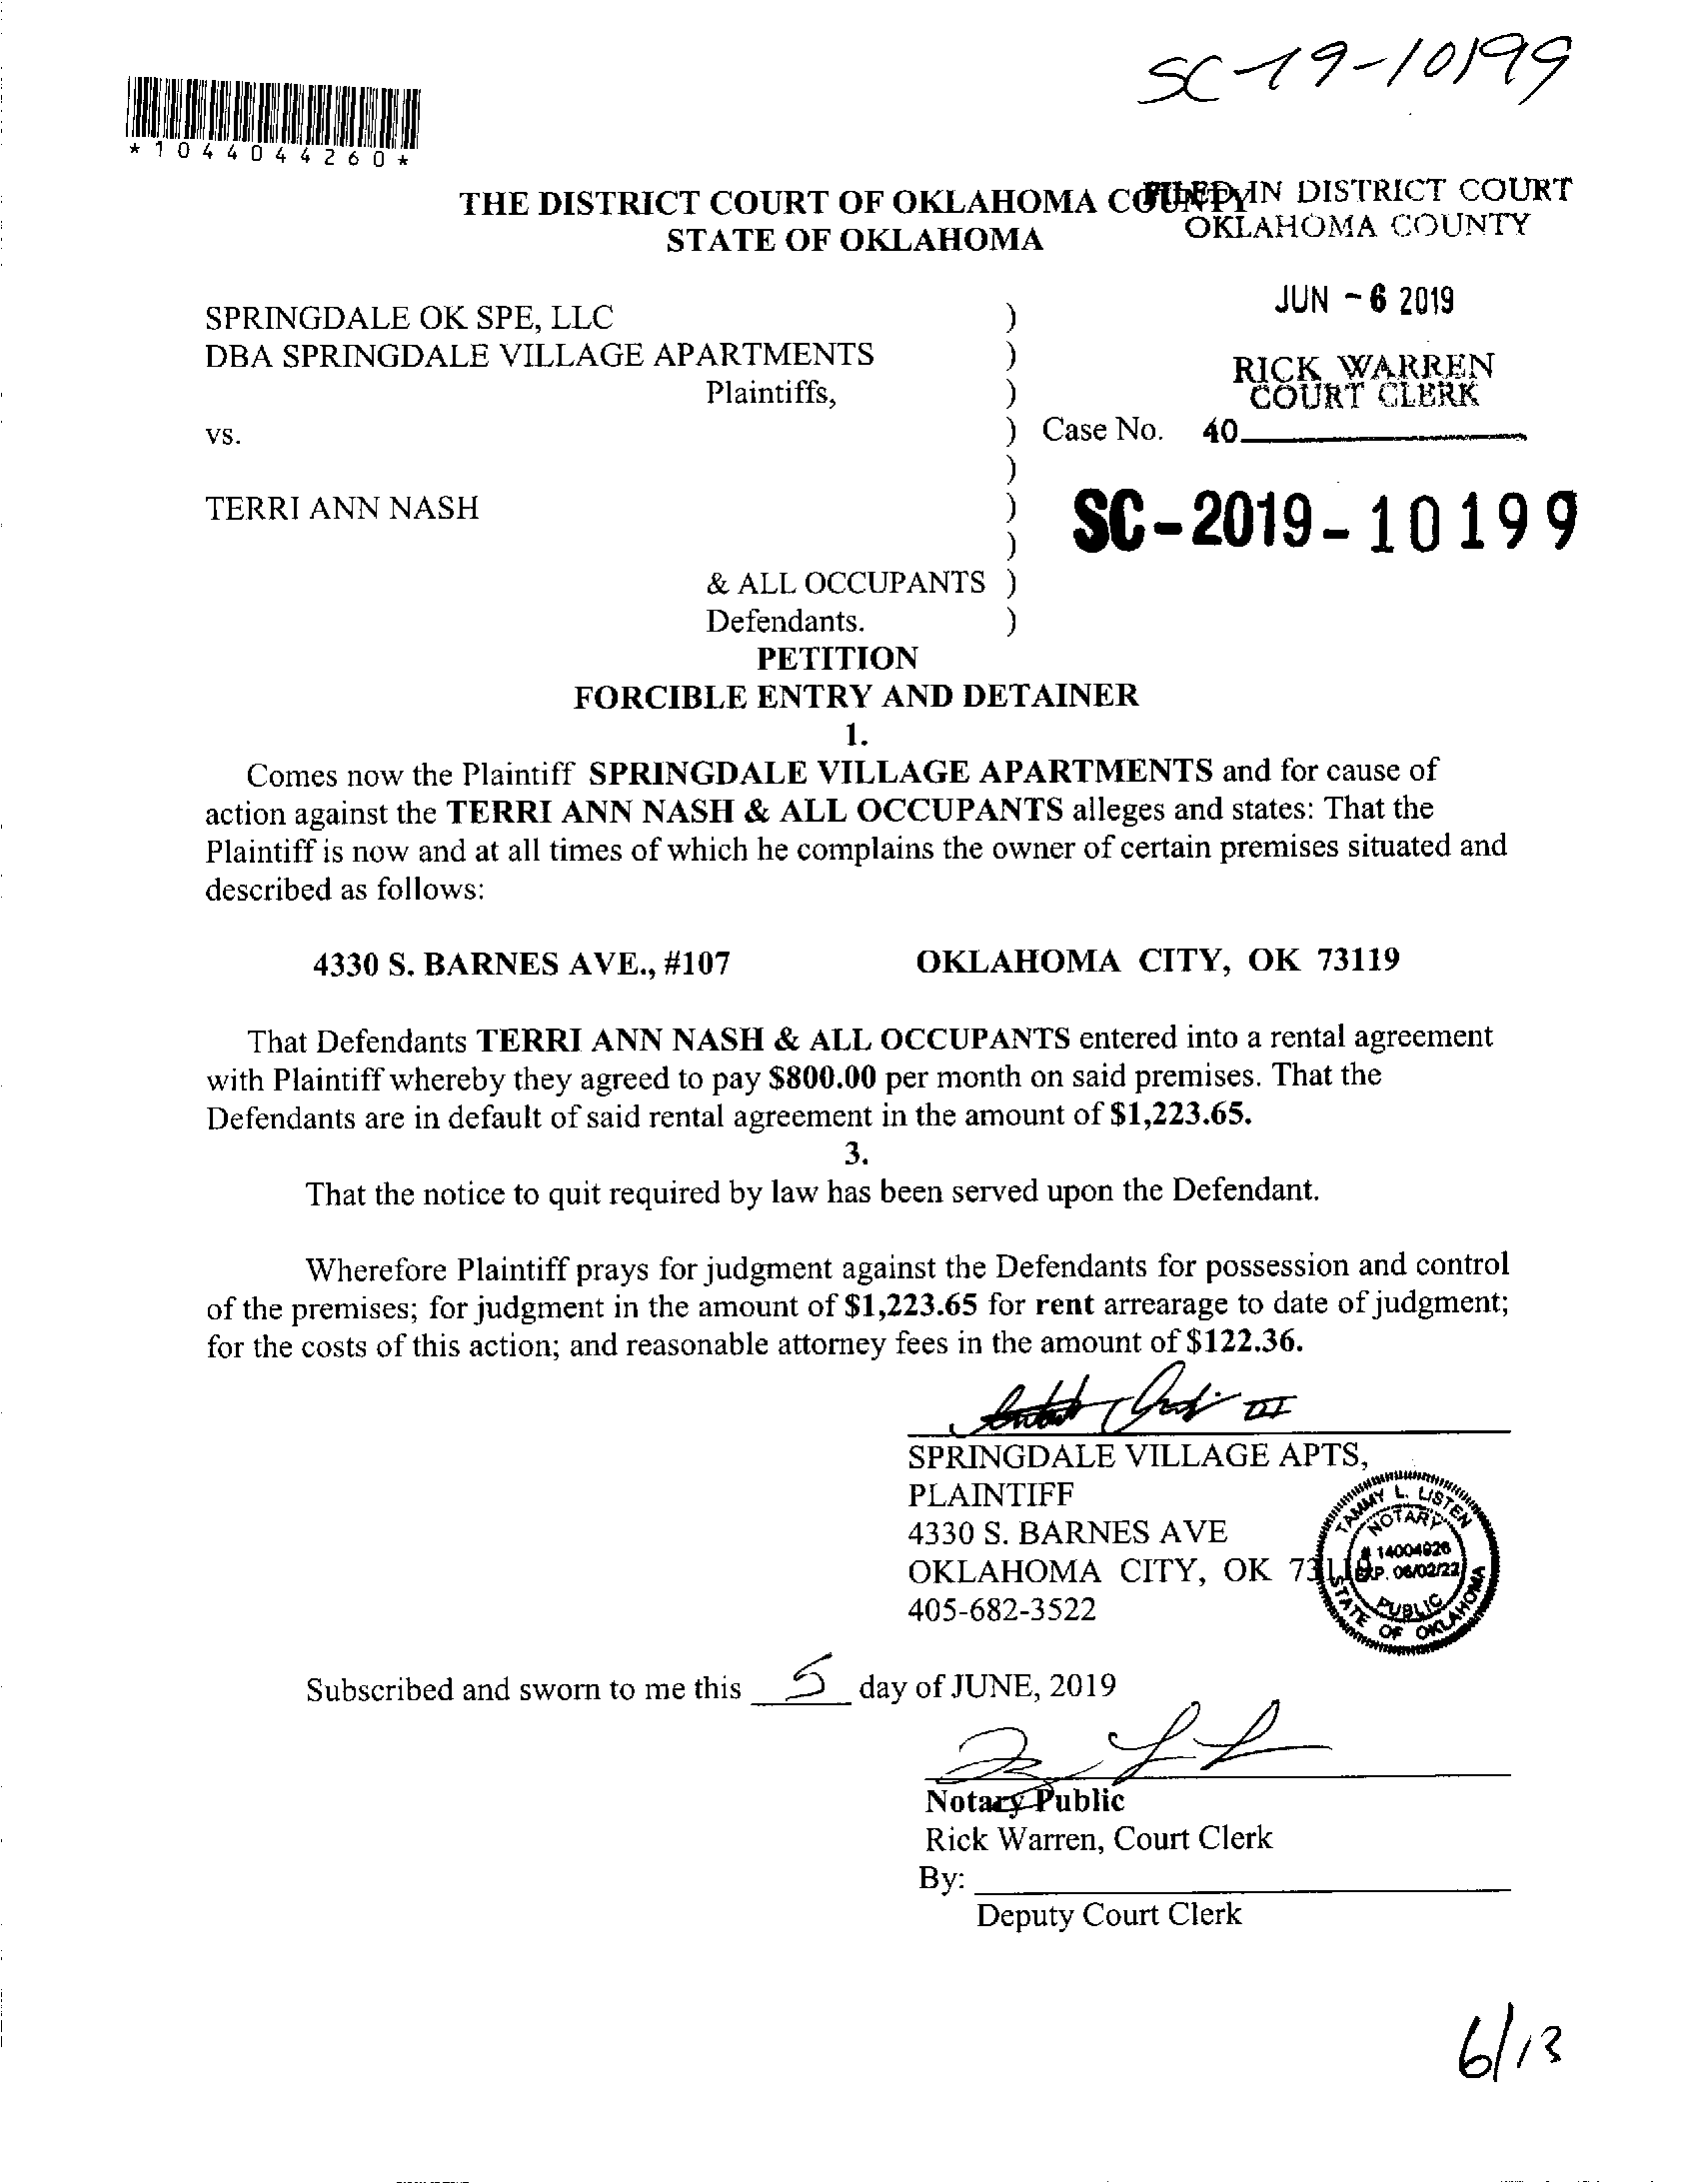 SC-19-10199
*1044044260*
THE DISTRICT COURT OF OKLAHOMA COUNTY
FILED IN DISTRICT COURT
STATE OF OKLAHOMA
OKLAHOMA COUNTY
JUN - 6 2019
SPRINGDALE OK SPE, LLC )
DBA SPRINGDALE VILLAGE APARTMENTS )
RICK WARREN
COURT CLERK
Plaintiffs, )
vs. ) Case No. 40
)
TERRI ANN NASH )
SC-2019-10199
)
& ALL OCCUPANTS )
Defendants. )
PETITION
FORCIBLE ENTRY AND DETAINER
1.
Comes now the Plaintiff SPRINGDALE VILLAGE APARTMENTS and for cause of
action against the TERRI ANN NASH & ALL OCCUPANTS alleges and states: That the
Plaintiff is now and at all times of which he complains the owner of certain premises situated and
described as follows:
4330 S. BARNES AVE., #107 OKLAHOMA CITY, OK 73119
That Defendants TERRI ANN NASH & ALL OCCUPANTS entered into a rental agreement
with Plaintiff whereby they agreed to pay $800.00 per month on said premises. That the
Defendants are in default of said rental agreement in the amount of $1,223.65.
3.
That the notice to quit required by law has been served upon the Defendant.
Wherefore Plaintiff prays for judgment against the Defendants for possession and control
of the premises; for judgment in the amount of $1,223.65 for rent arrearage to date of judgment;
for the costs of this action; and reasonable attorney fees in the amount of $122.36.
III
SPRINGDALE VILLAGE APTS,
PLAINTIFF
4330 S. BARNES AVE
OKLAHOMA CITY, OK 73119
405-682-3522
TAMMY L. LISTEN
NOTARY
# 14004926
EXP. 06/02/22
PUBLIC
STATE OF OKLAHOMA
Subscribed and sworn to me this 5 day of JUNE, 2019
Notary Public
Rick Warren, Court Clerk
By:
Deputy Court Clerk
6/13